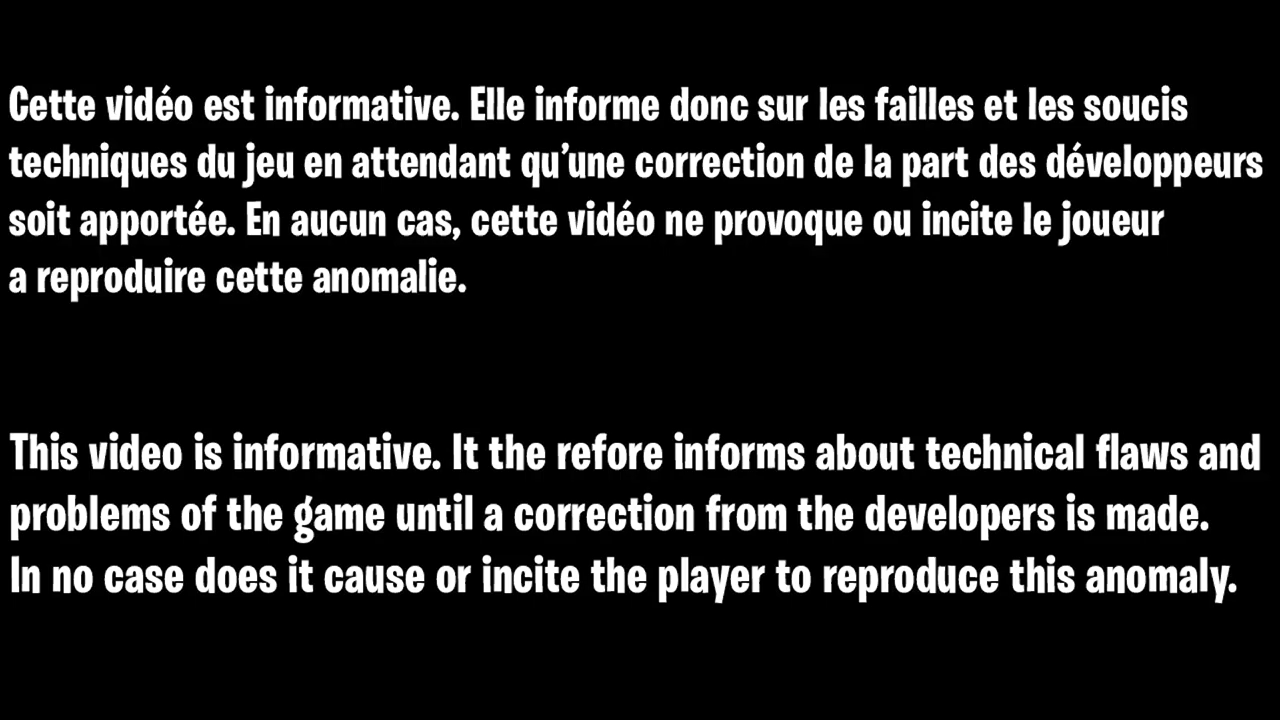 Cette vidéo est informative. Elle informe donc sur les failles et les soucis
techniques du jeu en attendant qu’une correction de la part des développeurs
soit apportée. En aucun cas, cette vidéo ne provoque ou incite le joueur
a reproduire cette anomalie.
This video is informative. It the refore informs about technical flaws and
problems of the game until a correction from the developers is made.
In no case does it cause or incite the player to reproduce this anomaly.